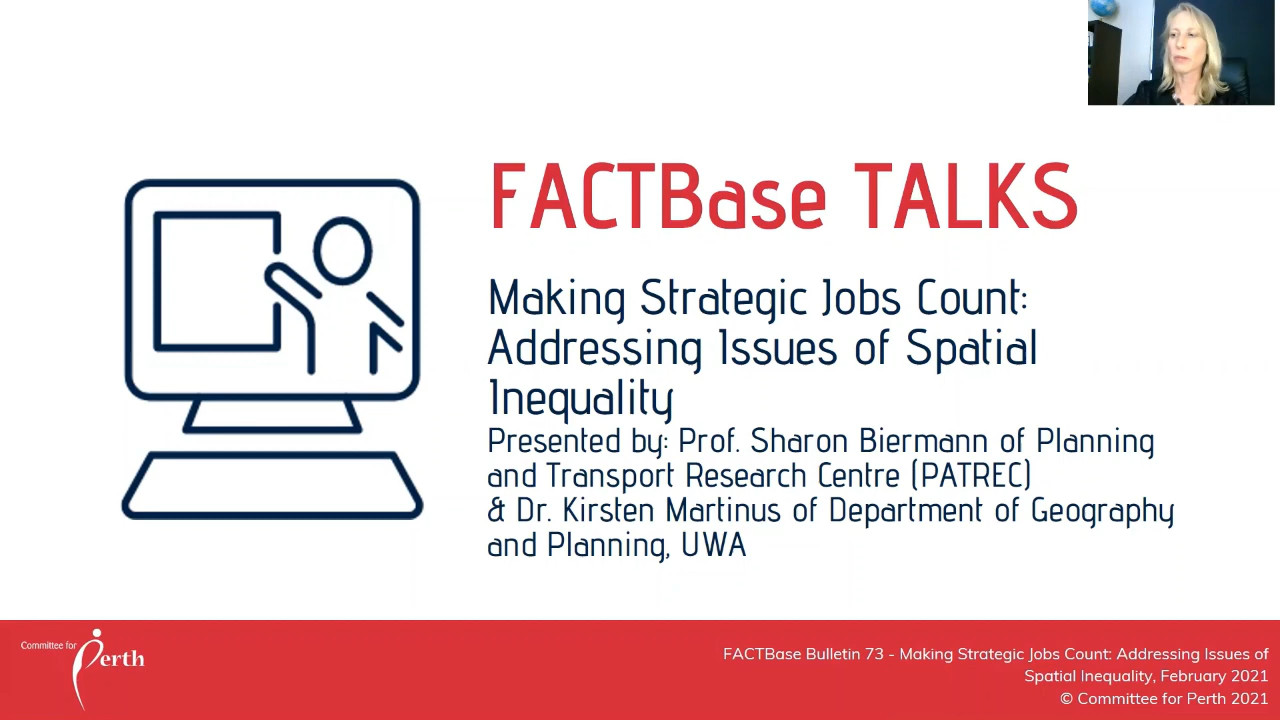 FACTBase TALKS
Making Strategic Jobs Count:
Addressing Issues of Spatial
Inequality
Presented by: Prof. Sharon Biermann of Planning
and Transport Research Centre (PATREC)
& Dr. Kirsten Martinus of Department of Geography
and Planning, UWA
Committee for
Perth
FACTBase Bulletin 73 - Making Strategic Jobs Count: Addressing Issues of
Spatial Inequality, February 2021
© Committee for Perth 2021